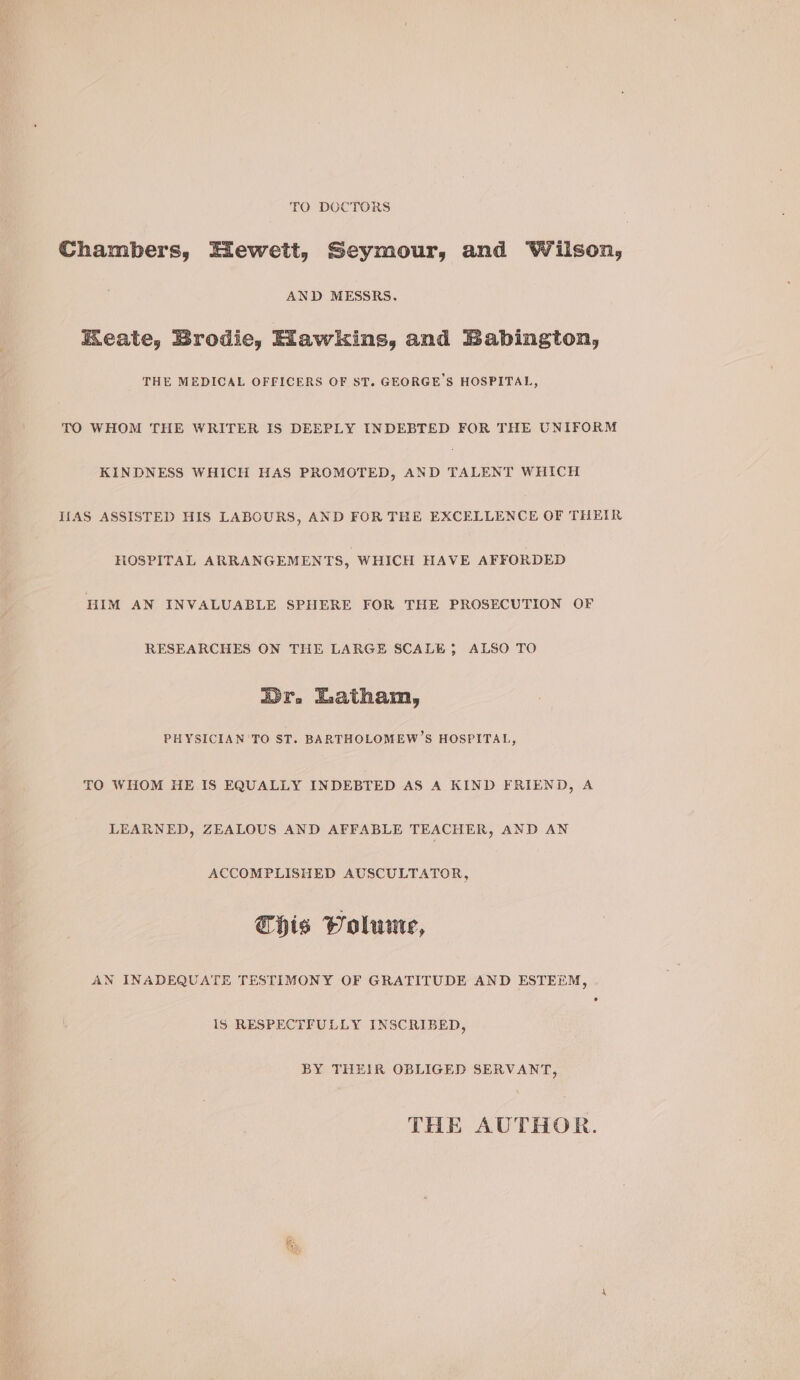 TO DOCTORS
Chambers, Hewett, Seymour, and Wilson,
AND MESSRS.
Keate, Brodie, Hawkins, and Babington,
THE MEDICAL OFFICERS OF ST. GEORGE'S HOSPITAL,
TO WHOM THE WRITER IS DEEPLY INDEBTED FOR THE UNIFORM
KINDNESS WHICH HAS PROMOTED, AND TALENT WHICH
HAS ASSISTED HIS LABOURS, AND FOR THE EXCELLENCE OF THEIR
HOSPITAL ARRANGEMENTS, WHICH HAVE AFFORDED
HIM AN INVALUABLE SPHERE FOR THE PROSECUTION OF
RESEARCHES ON THE LARGE SCALE; ALSO TO
Dr. Latham,
PHYSICIAN TO ST. BARTHOLOMEW'S HOSPITAL,
TO WHOM HE IS EQUALLY INDEBTED AS A KIND FRIEND, A
LEARNED, ZEALOUS AND AFFABLE TEACHER, AND AN
ACCOMPLISHED AUSCULTATOR,
This Volume,
AN INADEQUATE TESTIMONY OF GRATITUDE AND ESTEEM,
IS RESPECTFULLY INSCRIBED,
BY THEIR OBLIGED SERVANT,
THE AUTHOR.